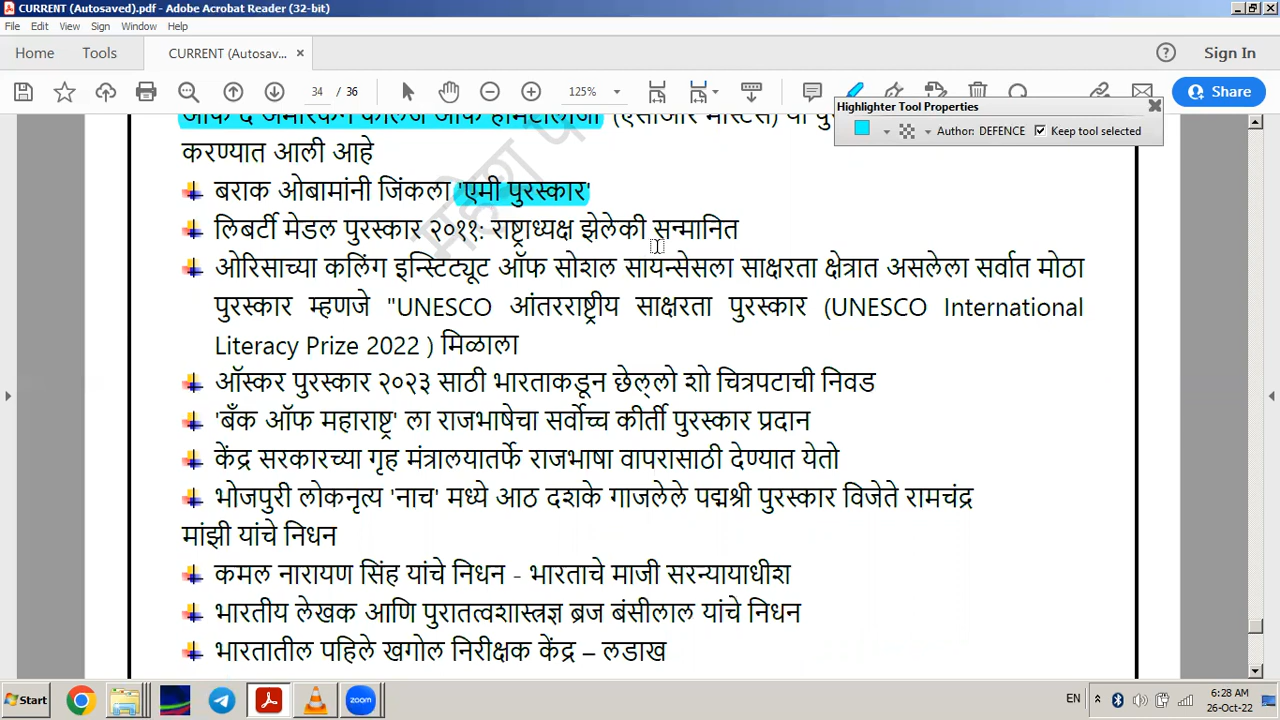 CURRENT (Autosaved).pdf - Adobe Acrobat Reader (32-bit)
File Edit View Sign Window Help
Home Tools CURRENT (Autosav... × Sign In
34 / 36 125% Share
Highlighter Tool Properties
Author: DEFENCE Keep tool selected
ऑफ द अमेरिकन कॉलेज ऑफ
करण्यात आली आहे
बराक ओबामांनी जिंकला 'एमी पुरस्कार'
लिबर्टी मेडल पुरस्कार २०११: राष्ट्राध्यक्ष झेलेकी सन्मानित
ओरिसाच्या कलिंग इन्स्टिट्यूट ऑफ सोशल सायन्सेसला साक्षरता क्षेत्रात असलेला सर्वात मोठा
पुरस्कार म्हणजे "UNESCO आंतरराष्ट्रीय साक्षरता पुरस्कार (UNESCO International
Literacy Prize 2022 ) मिळाला
ऑस्कर पुरस्कार २०२३ साठी भारताकडून छेल्लो शो चित्रपटाची निवड
'बँक ऑफ महाराष्ट्र' ला राजभाषेचा सर्वोच्च कीर्ती पुरस्कार प्रदान
केंद्र सरकारच्या गृह मंत्रालयातर्फे राजभाषा वापरासाठी देण्यात येतो
भोजपुरी लोकनृत्य 'नाच' मध्ये आठ दशके गाजलेले पद्मश्री पुरस्कार विजेते रामचंद्र
मांझी यांचे निधन
कमल नारायण सिंह यांचे निधन - भारताचे माजी सरन्यायाधीश
भारतीय लेखक आणि पुरातत्वशास्त्रज्ञ ब्रज बंसीलाल यांचे निधन
भारतातील पहिले खगोल निरीक्षक केंद्र – लडाख
Start zoom EN 6:28 AM
26-Oct-22